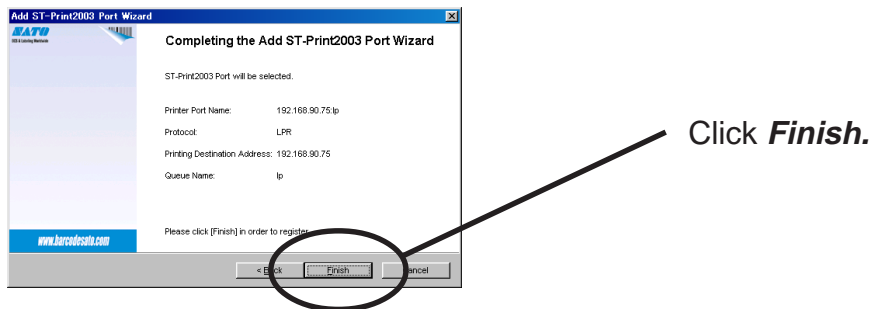 Add ST-Print2003 Port Wizard
SATO
Completing the Add ST-Print2003 Port Wizard
ST-Print2003 Port will be selected.
Printer Port Name: 192.168.90.75:lp
Protocol: LPR
Printing Destination Address: 192.168.90.75
Queue Name: lp
Please click [Finish] in order to register
www.barcodesato.com
Finish
Click Finish.